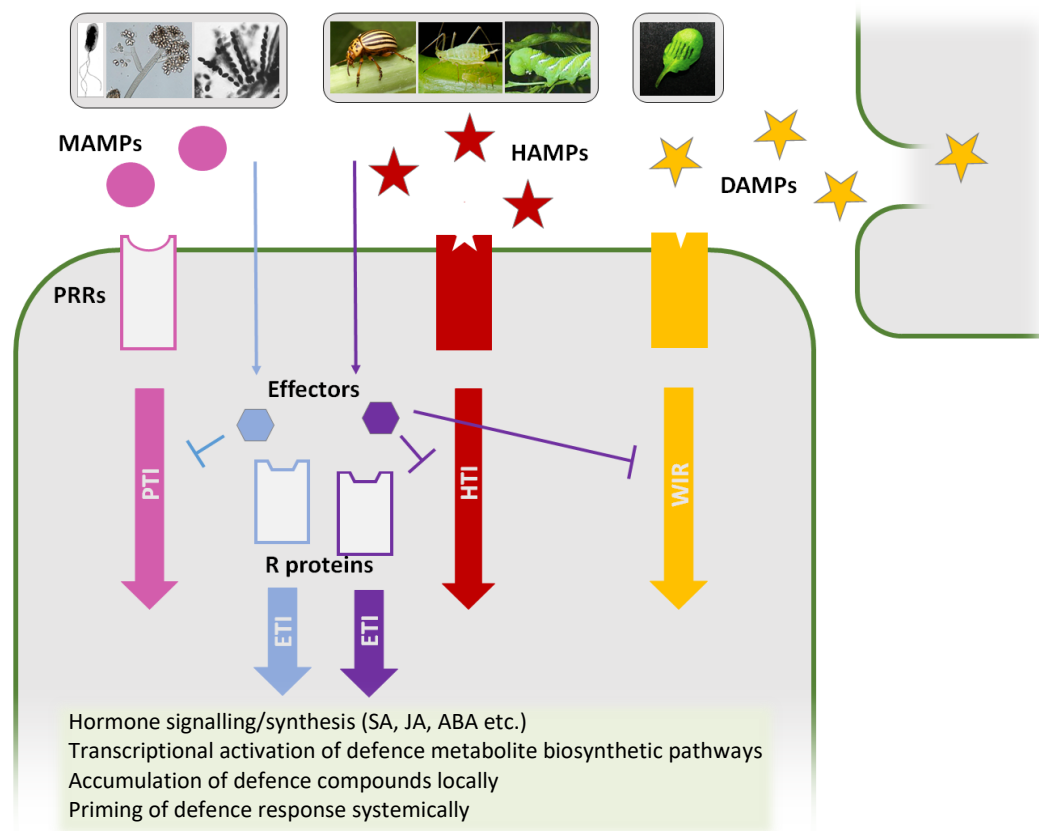 MAMPs
HAMPs
DAMPs
PRRs
Effectors
PTI
HTI
WIR
R proteins
ETI
ETI
Hormone signalling/synthesis (SA, JA, ABA etc.)
Transcriptional activation of defence metabolite biosynthetic pathways
Accumulation of defence compounds locally
Priming of defence response systemically